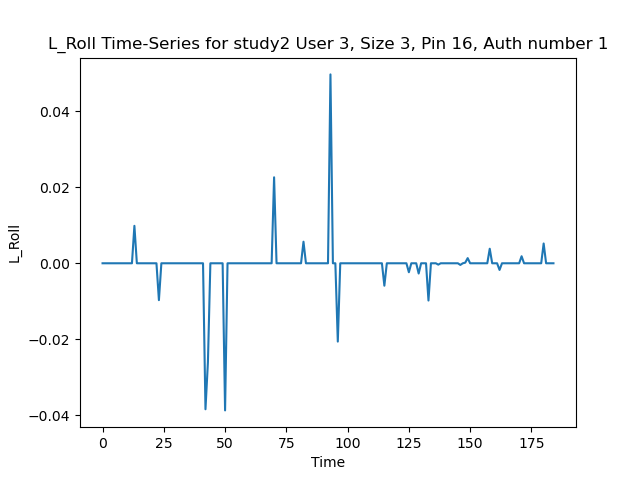 L_Roll Time-Series for study2 User 3, Size 3, Pin 16, Auth number 1
0.04
0.02
0.00
−0.02
−0.04
L_Roll
0 25 50 75 100 125 150 175
Time